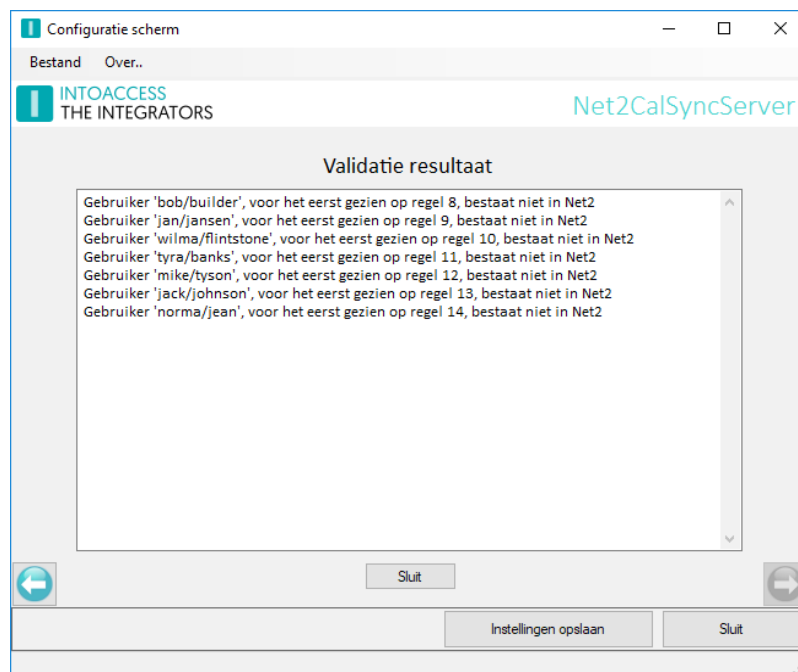 Configuratie scherm
Bestand Over..
INTOACCESS
THE INTEGRATORS
Net2CalSyncServer
Validatie resultaat
Gebruiker 'bob/builder', voor het eerst gezien op regel 8, bestaat niet in Net2
Gebruiker 'jan/jansen', voor het eerst gezien op regel 9, bestaat niet in Net2
Gebruiker 'wilma/flintstone', voor het eerst gezien op regel 10, bestaat niet in Net2
Gebruiker 'tyra/banks', voor het eerst gezien op regel 11, bestaat niet in Net2
Gebruiker 'mike/tyson', voor het eerst gezien op regel 12, bestaat niet in Net2
Gebruiker 'jack/johnson', voor het eerst gezien op regel 13, bestaat niet in Net2
Gebruiker 'norma/jean', voor het eerst gezien op regel 14, bestaat niet in Net2
Sluit
Instellingen opslaan
Sluit